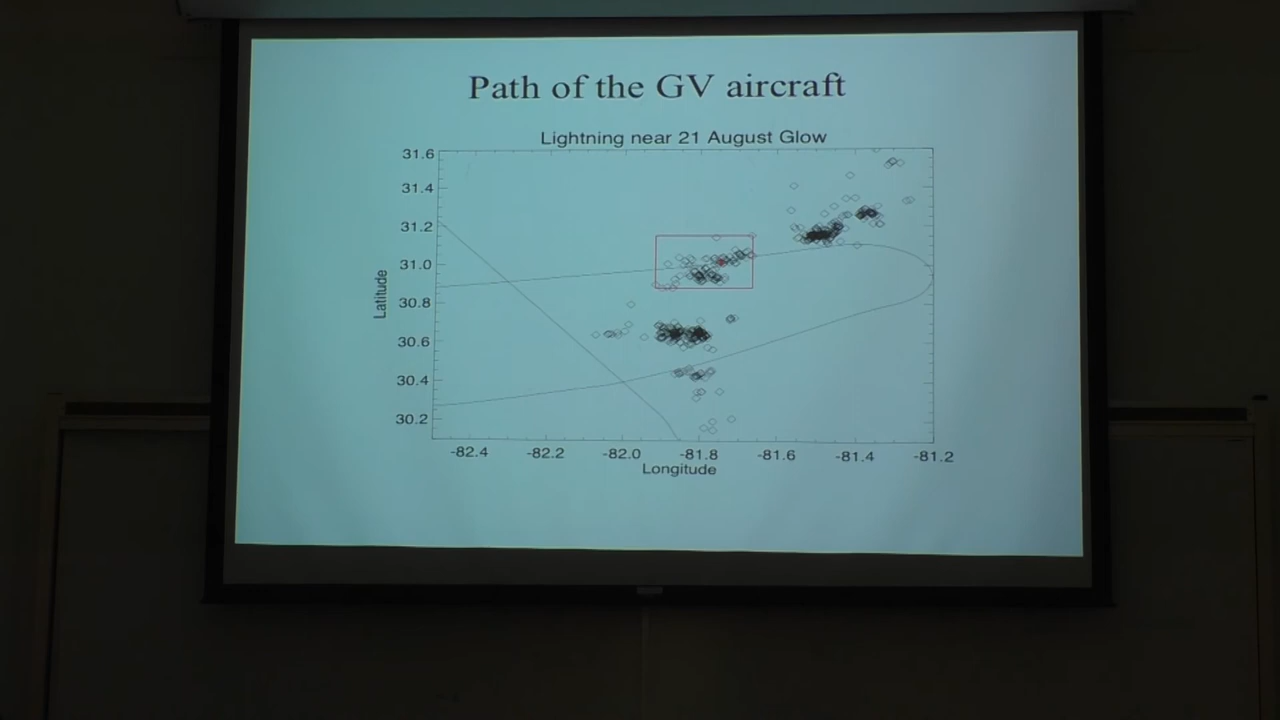 Path of the GV aircraft
Lightning near 21 August Glow
31.6
31.4
31.2
31.0
30.8
30.6
30.4
30.2
Latitude
-82.4 -82.2 -82.0 -81.8 -81.6 -81.4 -81.2
Longitude